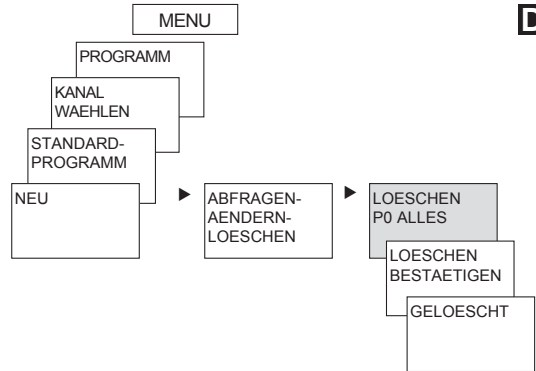 MENU
D
PROGRAMM
KANAL
WAEHLEN
STANDARD-
PROGRAMM
NEU
ABFRAGEN-
AENDERN-
LOESCHEN
LOESCHEN
P0 ALLES
LOESCHEN
BESTAETIGEN
GELOESCHT